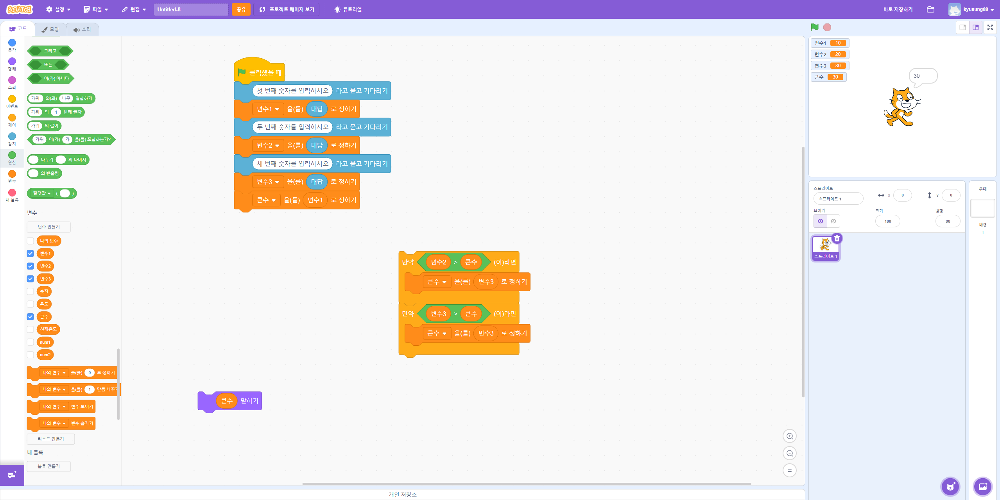 SCRATCH
설정
파일
편집
Untitled-8
공유
프로젝트 페이지 보기
튜토리얼
바로 저장하기
kyusung88
코드
모양
소리
동작
형태
소리
이벤트
제어
감지
연산
변수
내 블록
그리고
또는
이(가) 아니다
가위 와(과) 나무 결합하기
가위 의 1 번째 글자
가위 의 길이
가위 이(가) 가 을(를) 포함하는가?
나누기 의 나머지
의 반올림
절댓값 ( )
변수
변수 만들기
나의 변수
변수1
변수2
변수3
숫자
온도
큰수
현재온도
num1
num2
나의 변수 을(를) 0 로 정하기
나의 변수 을(를) 1 만큼 바꾸기
나의 변수 변수 보이기
나의 변수 변수 숨기기
리스트 만들기
내 블록
블록 만들기
클릭했을 때
첫 번째 숫자를 입력하시오 라고 묻고 기다리기
변수1 을(를) 대답 로 정하기
두 번째 숫자를 입력하시오 라고 묻고 기다리기
변수2 을(를) 대답 로 정하기
세 번째 숫자를 입력하시오 라고 묻고 기다리기
변수3 을(를) 대답 로 정하기
큰수 을(를) 변수1 로 정하기
만약 변수2 > 큰수 (이)라면
큰수 을(를) 변수3 로 정하기
만약 변수3 > 큰수 (이)라면
큰수 을(를) 변수3 로 정하기
큰수 말하기
개인 저장소
변수1 10
변수2 20
변수3 30
큰수 30
30
스프라이트
스프라이트 1
x 0
y 0
보이기
크기
100
방향
90
스프라이트 1
무대
배경
1